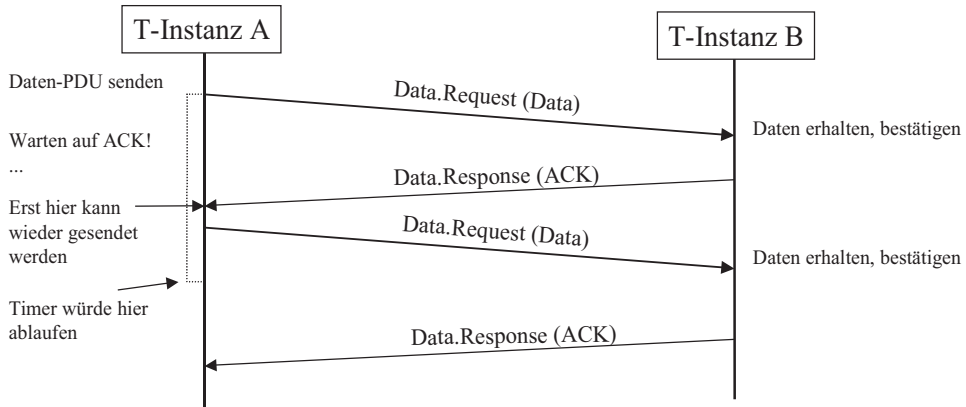 T-Instanz A
T-Instanz B
Daten-PDU senden
Data.Request (Data)
Daten erhalten, bestätigen
Warten auf ACK!
...
Data.Response (ACK)
Erst hier kann
wieder gesendet
werden
Data.Request (Data)
Daten erhalten, bestätigen
Timer würde hier
ablaufen
Data.Response (ACK)